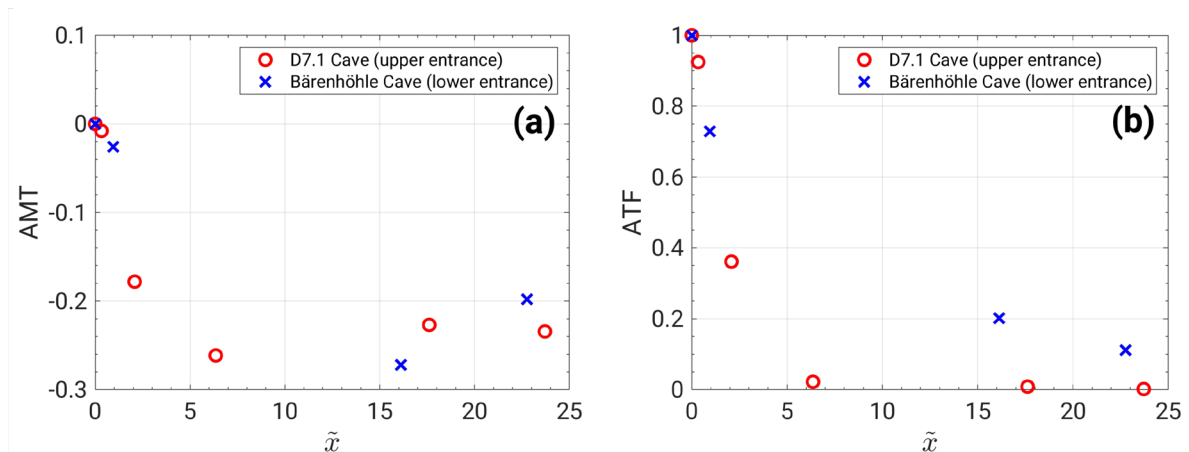 0.1
0
-0.1
-0.2
-0.3
AMT
D7.1 Cave (upper entrance)
Bärenhöhle Cave (lower entrance)
(a)
0 5 10 15 20 25
x̃
1
0.8
0.6
0.4
0.2
0
ATF
D7.1 Cave (upper entrance)
Bärenhöhle Cave (lower entrance)
(b)
0 5 10 15 20 25
x̃